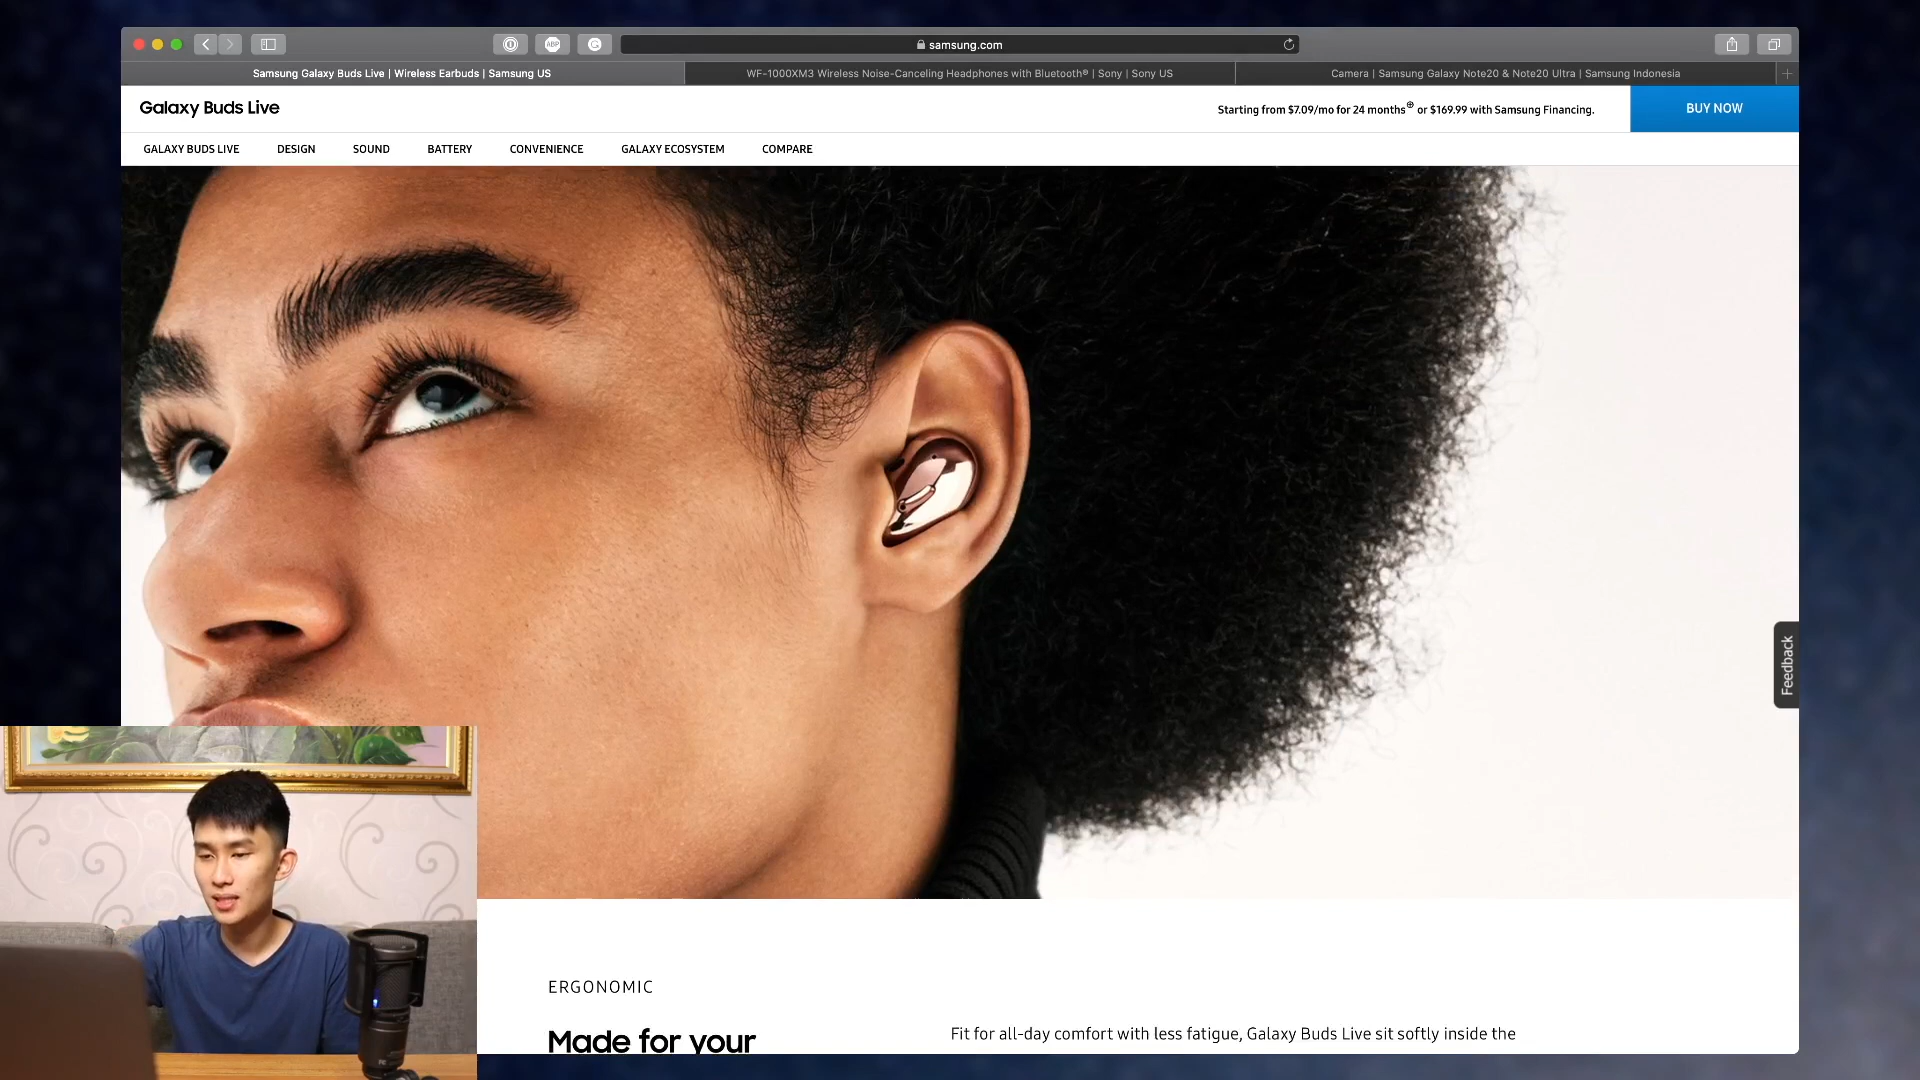 samsung.com
Samsung Galaxy Buds Live | Wireless Earbuds | Samsung US
WF-1000XM3 Wireless Noise-Canceling Headphones with Bluetooth® | Sony | Sony US
Camera | Samsung Galaxy Note20 & Note20 Ultra | Samsung Indonesia
Galaxy Buds Live
Starting from $7.09/mo for 24 months⊕ or $169.99 with Samsung Financing.
BUY NOW
GALAXY BUDS LIVE
DESIGN
SOUND
BATTERY
CONVENIENCE
GALAXY ECOSYSTEM
COMPARE
Feedback
ERGONOMIC
Made for your
Fit for all-day comfort with less fatigue, Galaxy Buds Live sit softly inside the